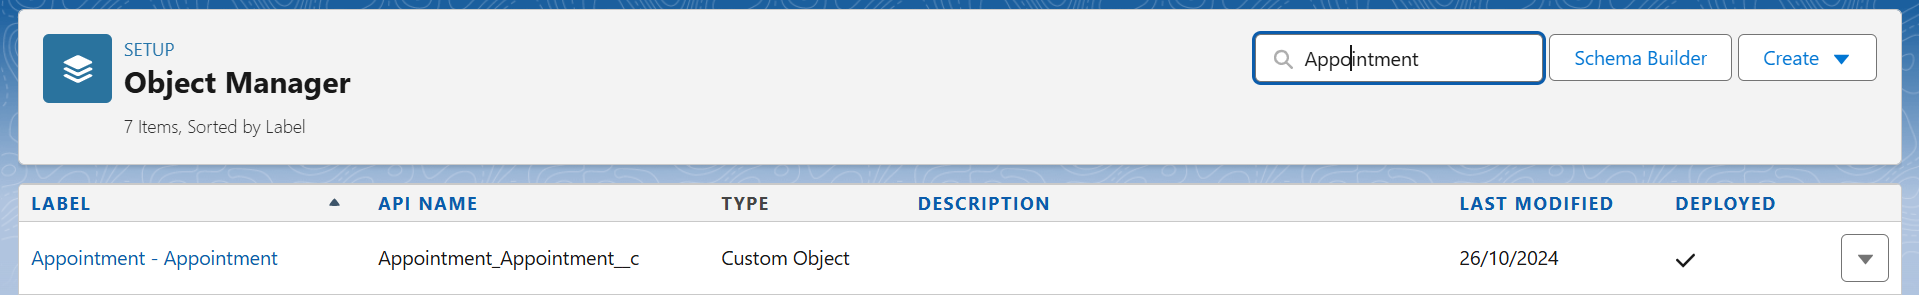 SETUP
Object Manager
7 Items, Sorted by Label
Appointment
Schema Builder
Create
LABEL API NAME TYPE DESCRIPTION LAST MODIFIED DEPLOYED
Appointment - Appointment Appointment_Appointment__c Custom Object 26/10/2024